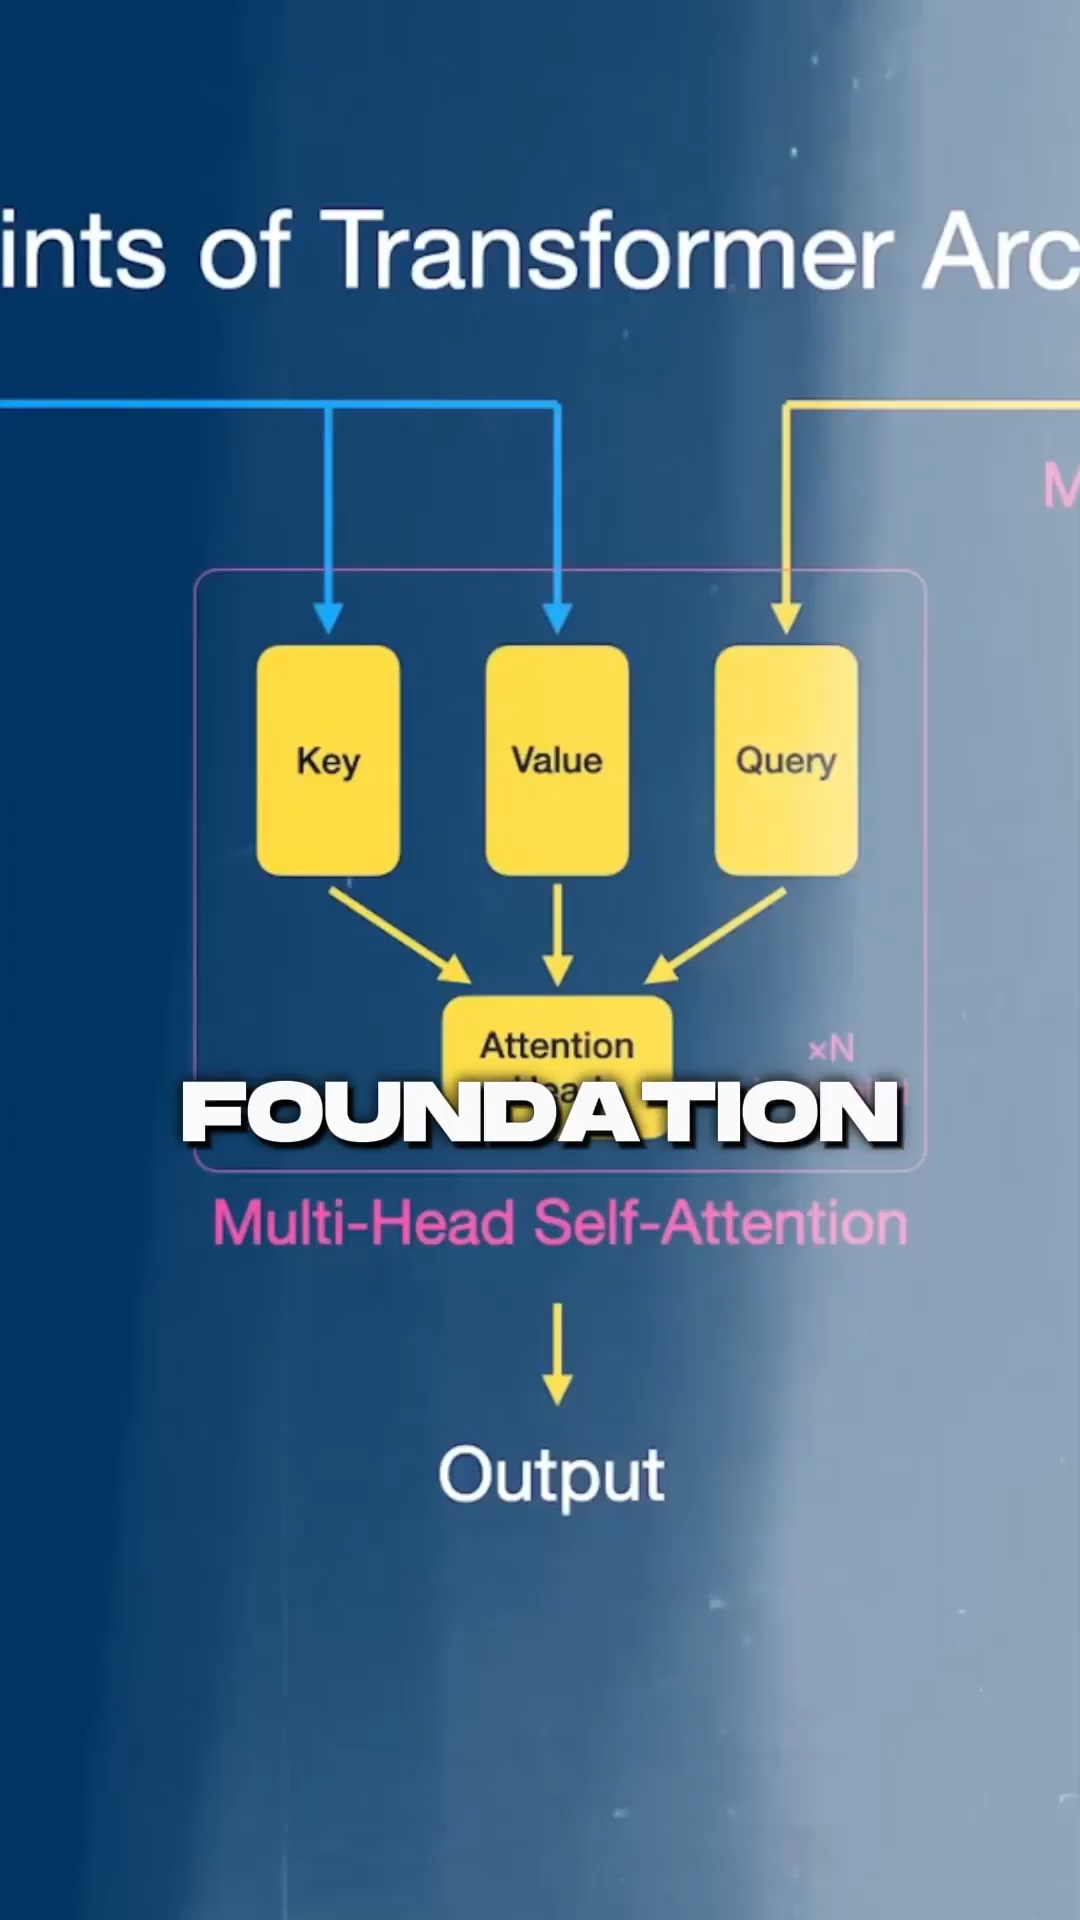 ints of Transformer Arc
M
Key
Value
Query
Attention
×N
FOUNDATION
Multi-Head Self-Attention
Output